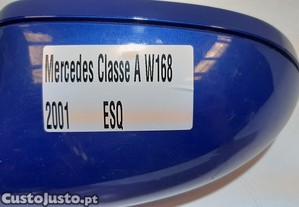 Mercedes Classe A W168
2001 ESQ
CustoJusto.pt